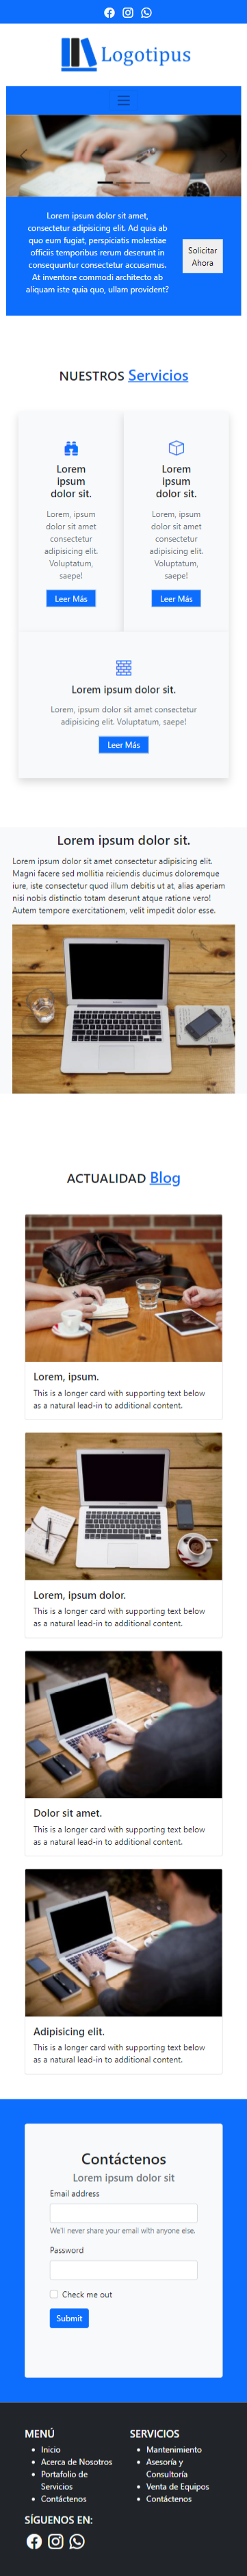 Logotipus
Lorem ipsum dolor sit amet,
consectetur adipisicing elit. Ad quia ab
quo eum fugiat, perspiciatis molestiae
officiis temporibus rerum deserunt in
consequuntur consectetur accusamus.
At inventore commodi architecto ab
aliquam iste quia quo, ullam provident?
Solicitar
Ahora
NUESTROS Servicios
Lorem
ipsum
dolor sit.
Lorem, ipsum
dolor sit amet
consectetur
adipisicing elit.
Voluptatum,
saepe!
Leer Más
Lorem
ipsum
dolor sit.
Lorem, ipsum
dolor sit amet
consectetur
adipisicing elit.
Voluptatum,
saepe!
Leer Más
Lorem ipsum dolor sit.
Lorem, ipsum dolor sit amet consectetur
adipisicing elit. Voluptatum, saepe!
Leer Más
Lorem ipsum dolor sit.
Lorem ipsum dolor sit amet consectetur adipisicing elit.
Magni facere sed mollitia reiciendis ducimus doloremque
iure, iste consectetur quod illum debitis ut at, alias aperiam
nisi nobis distinctio totam deserunt atque ratione vero!
Autem tempore exercitationem, velit impedit dolor esse.
ACTUALIDAD Blog
Lorem, ipsum.
This is a longer card with supporting text below
as a natural lead-in to additional content.
Lorem, ipsum dolor.
This is a longer card with supporting text below
as a natural lead-in to additional content.
Dolor sit amet.
This is a longer card with supporting text below
as a natural lead-in to additional content.
Adipisicing elit.
This is a longer card with supporting text below
as a natural lead-in to additional content.
Contáctenos
Lorem ipsum dolor sit
Email address
We'll never share your email with anyone else.
Password
Check me out
Submit
MENÚ
Inicio
Acerca de Nosotros
Portafolio de
Servicios
Contáctenos
SERVICIOS
Mantenimiento
Asesoría y
Consultoría
Venta de Equipos
Contáctenos
SÍGUENOS EN: